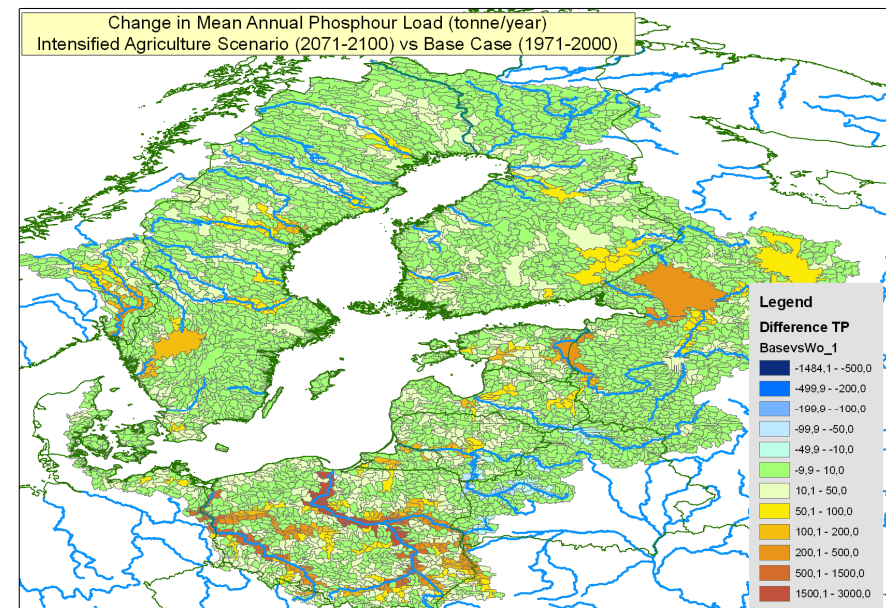 Change in Mean Annual Phosphour Load (tonne/year)
Intensified Agriculture Scenario (2071-2100) vs Base Case (1971-2000)
Legend
Difference TP
BasevsWo_1
-1484,1 - -500,0
-499,9 - -200,0
-199,9 - -100,0
-99,9 - -50,0
-49,9 - -10,0
-9,9 - 10,0
10,1 - 50,0
50,1 - 100,0
100,1 - 200,0
200,1 - 500,0
500,1 - 1500,0
1500,1 - 3000,0